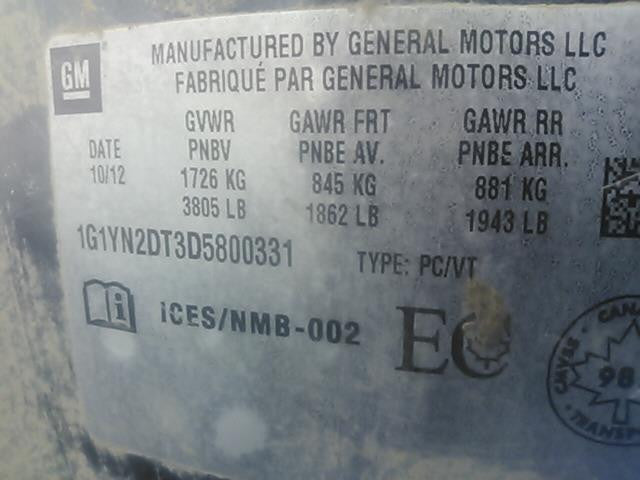 GM
MANUFACTURED BY GENERAL MOTORS LLC
FABRIQUÉ PAR GENERAL MOTORS LLC
GVWR GAWR FRT GAWR RR
DATE PNBV PNBE AV. PNBE ARR.
10/12 1726 KG 845 KG 881 KG
3805 LB 1862 LB 1943 LB
1G1YN2DT3D5800331 TYPE: PC/VT
i ICES/NMB-002
98